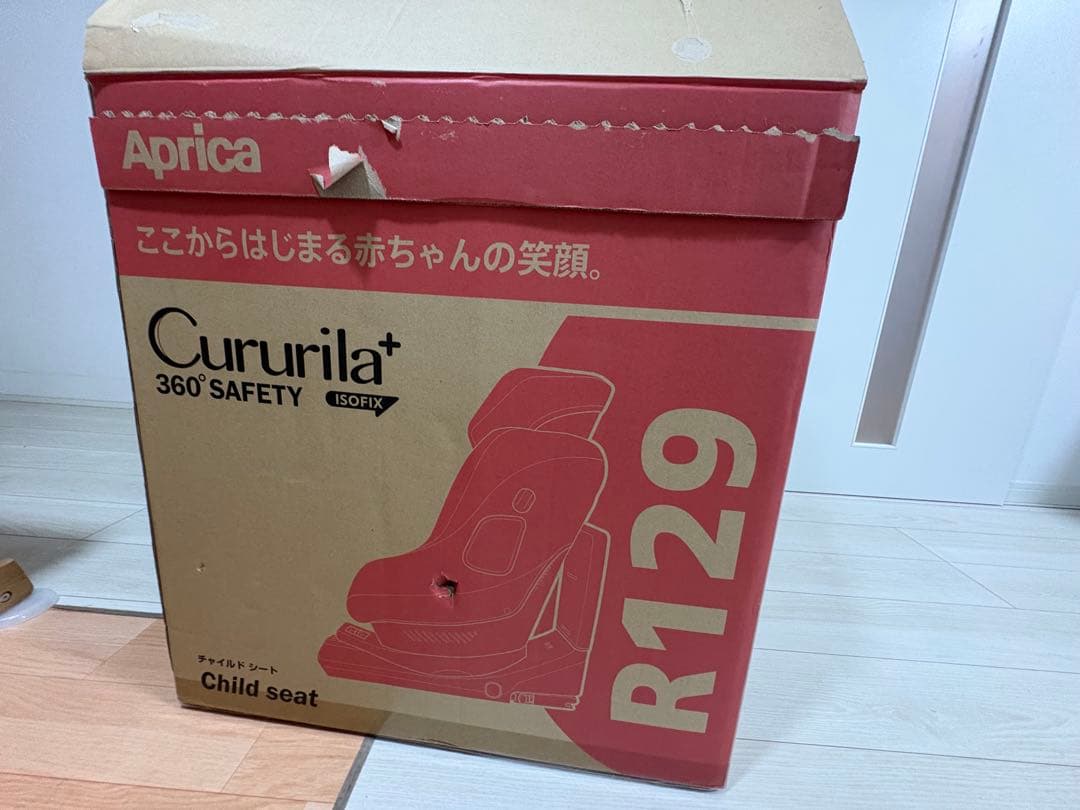 Aprica
ここからはじまる赤ちゃんの笑顔。
Cururila+
360° SAFETY ISOFIX
R129
チャイルド シート
Child seat